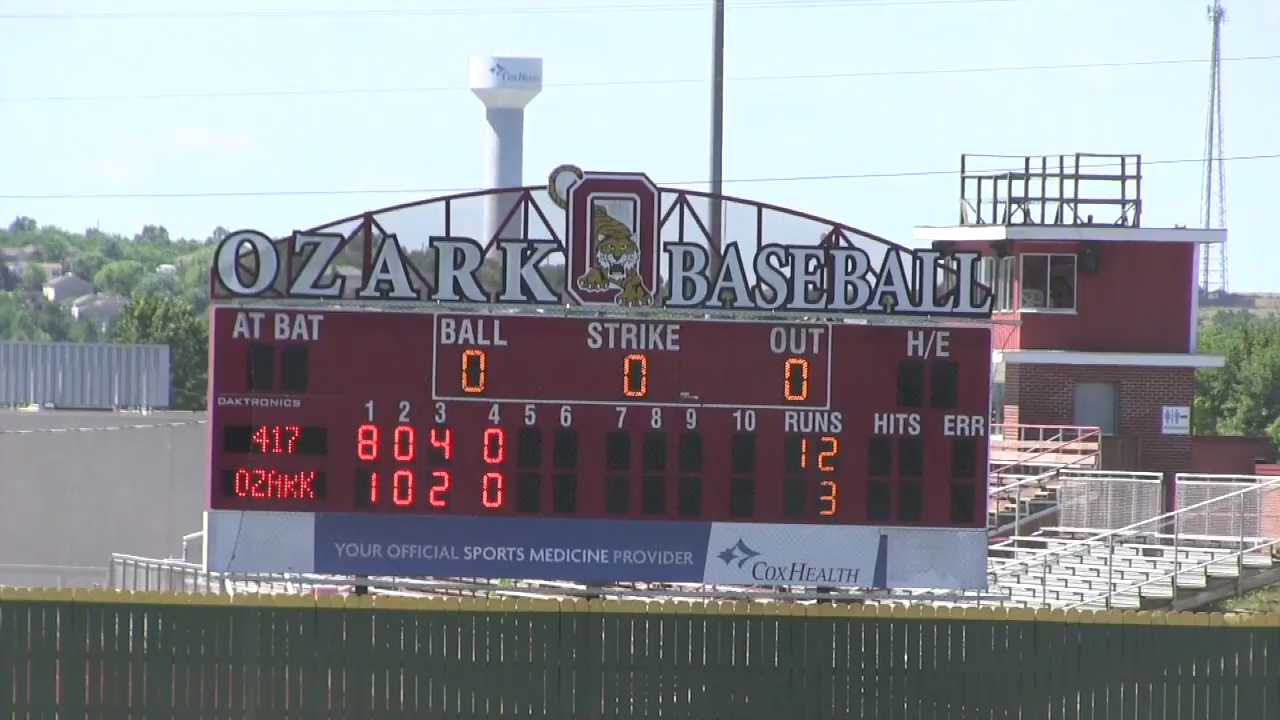 CoxHealth
OZARK BASEBALL
AT BAT BALL STRIKE OUT H/E
0 0 0
DAKTRONICS
1 2 3 4 5 6 7 8 9 10 RUNS HITS ERR
417 8 0 4 0 12
OZARK 1 0 2 0 3
YOUR OFFICIAL SPORTS MEDICINE PROVIDER COXHEALTH